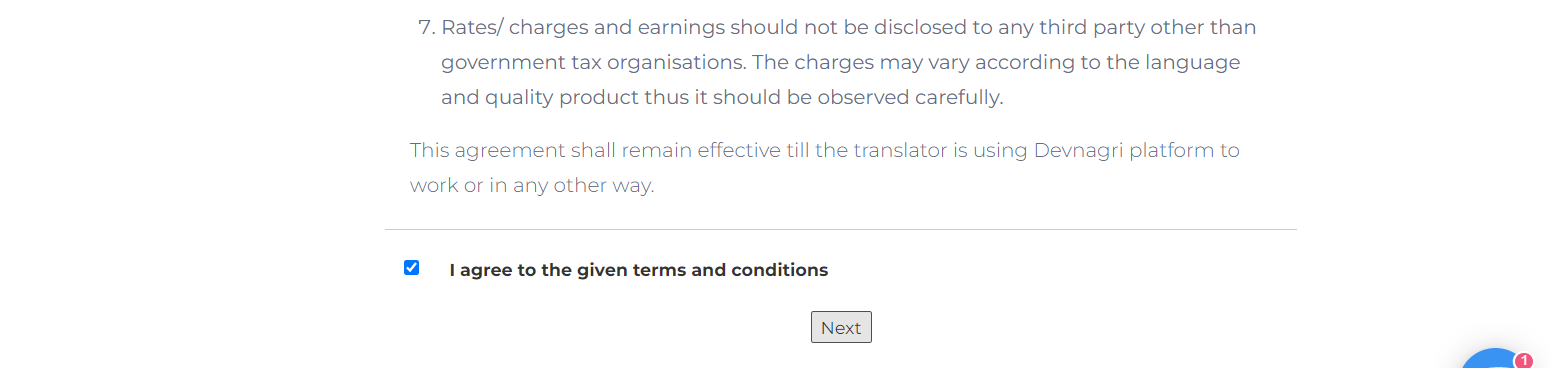 7. Rates/ charges and earnings should not be disclosed to any third party other than
government tax organisations. The charges may vary according to the language
and quality product thus it should be observed carefully.
This agreement shall remain effective till the translator is using Devnagri platform to
work or in any other way.
I agree to the given terms and conditions
Next
1